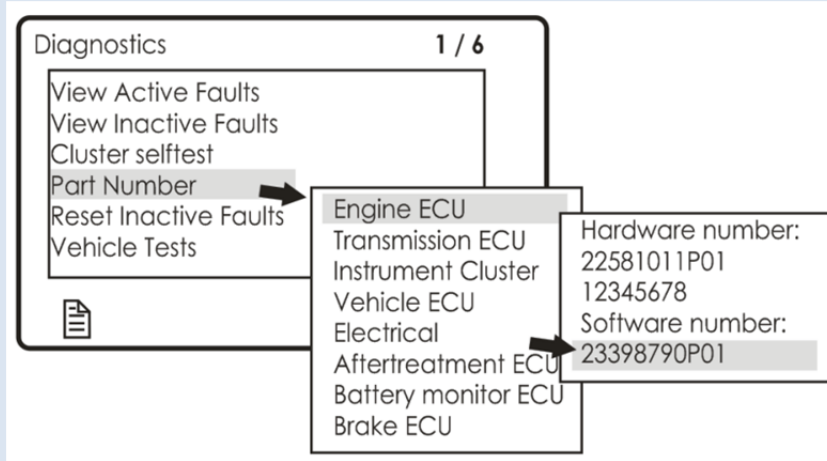 Diagnostics 1 / 6
View Active Faults
View Inactive Faults
Cluster selftest
Part Number
Reset Inactive Faults
Vehicle Tests
Engine ECU
Transmission ECU
Instrument Cluster
Vehicle ECU
Electrical
Aftertreatment ECU
Battery monitor ECU
Brake ECU
Hardware number:
22581011P01
12345678
Software number:
23398790P01